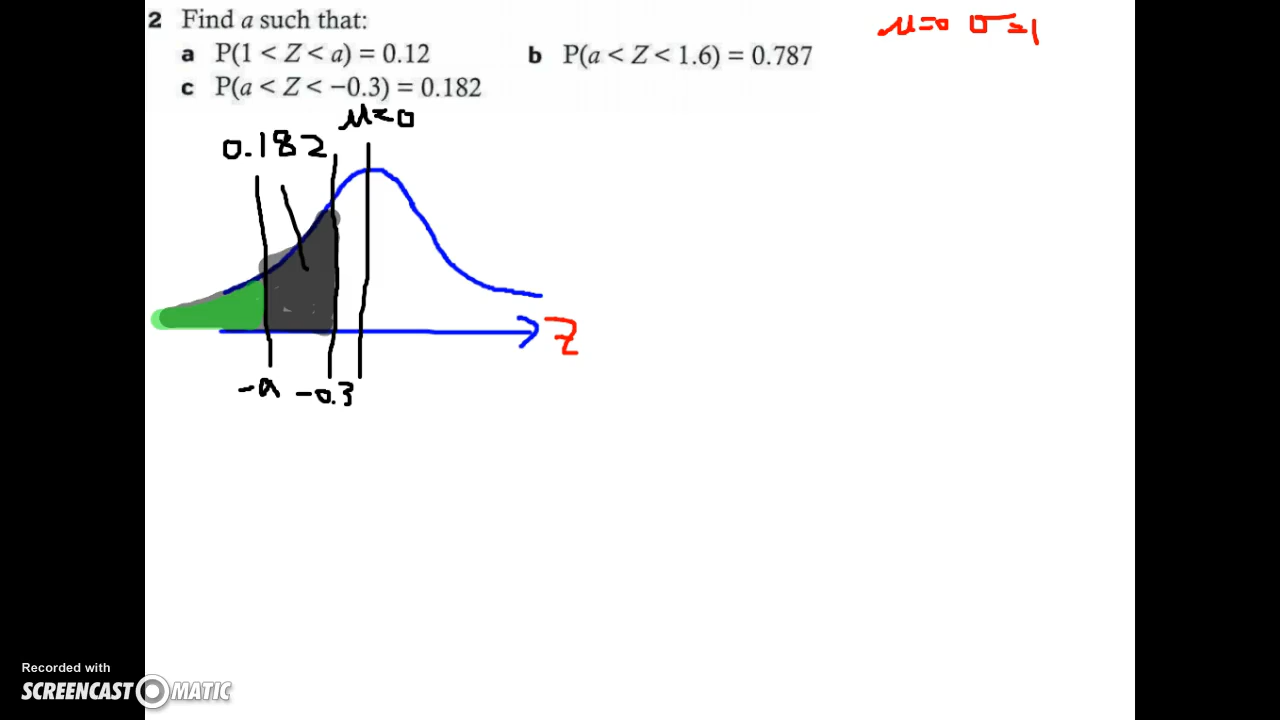 2 Find a such that:
μ=0 σ=1
a P(1 < Z < a) = 0.12
b P(a < Z < 1.6) = 0.787
c P(a < Z < −0.3) = 0.182
μ=0
0.182
Z
-a -0.3
Recorded with
SCREENCAST MATIC